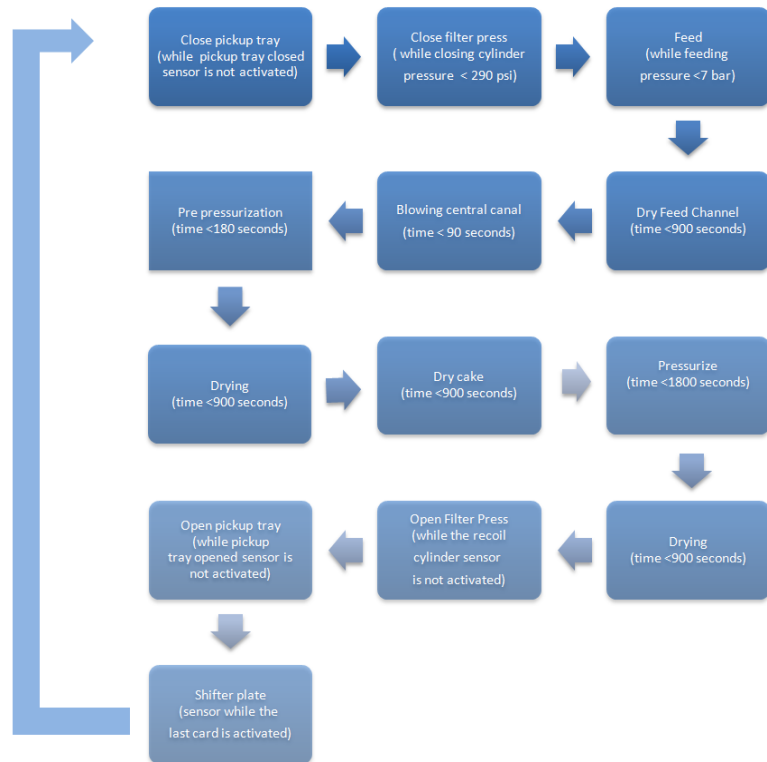 Close pickup tray
(while pickup tray closed
sensor is not activated)
Close filter press
( while closing cylinder
pressure < 290 psi)
Feed
(while feeding
pressure <7 bar)
Dry Feed Channel
(time <900 seconds)
Blowing central canal
(time < 90 seconds)
Pre pressurization
(time <180 seconds)
Drying
(time <900 seconds)
Dry cake
(time <900 seconds)
Pressurize
(time <1800 seconds)
Drying
(time <900 seconds)
Open Filter Press
(while the recoil
cylinder sensor
is not activated)
Open pickup tray
(while pickup
tray opened sensor is
not activated)
Shifter plate
(sensor while the
last card is activated)